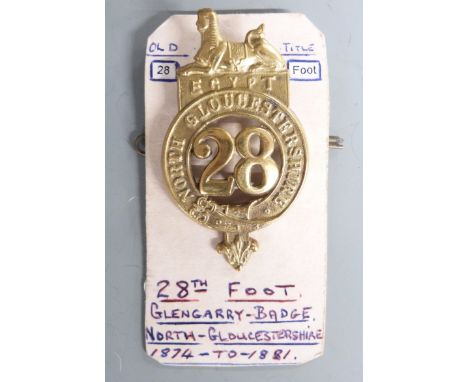 OLD TITLE
28 Foot
EGYPT
NORTH GLOUCESTERSHIRE
28
28TH FOOT.
GLENGARRY-BADGE.
NORTH-GLOUCESTERSHIRE
1874-TO-1881.